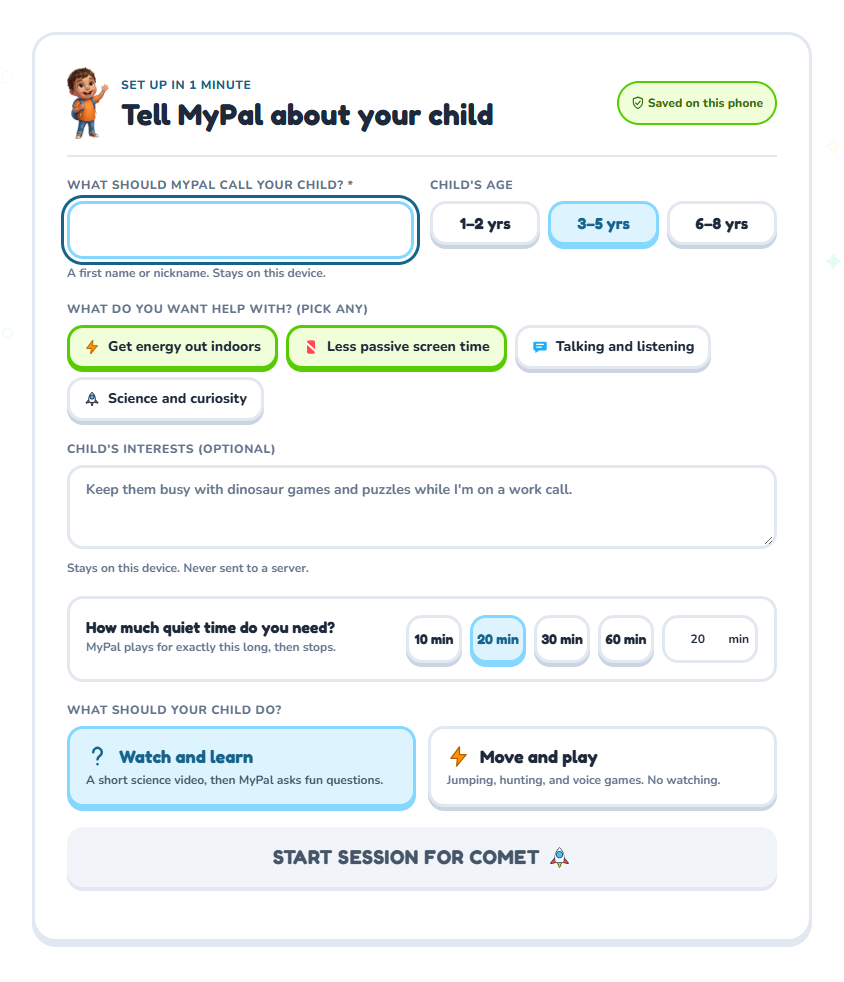 SET UP IN 1 MINUTE
Tell MyPal about your child
Saved on this phone
WHAT SHOULD MYPAL CALL YOUR CHILD? *
CHILD'S AGE
1–2 yrs
3–5 yrs
6–8 yrs
A first name or nickname. Stays on this device.
WHAT DO YOU WANT HELP WITH? (PICK ANY)
Get energy out indoors
Less passive screen time
Talking and listening
Science and curiosity
CHILD'S INTERESTS (OPTIONAL)
Keep them busy with dinosaur games and puzzles while I'm on a work call.
Stays on this device. Never sent to a server.
How much quiet time do you need?
MyPal plays for exactly this long, then stops.
10 min
20 min
30 min
60 min
20 min
WHAT SHOULD YOUR CHILD DO?
Watch and learn
A short science video, then MyPal asks fun questions.
Move and play
Jumping, hunting, and voice games. No watching.
START SESSION FOR COMET